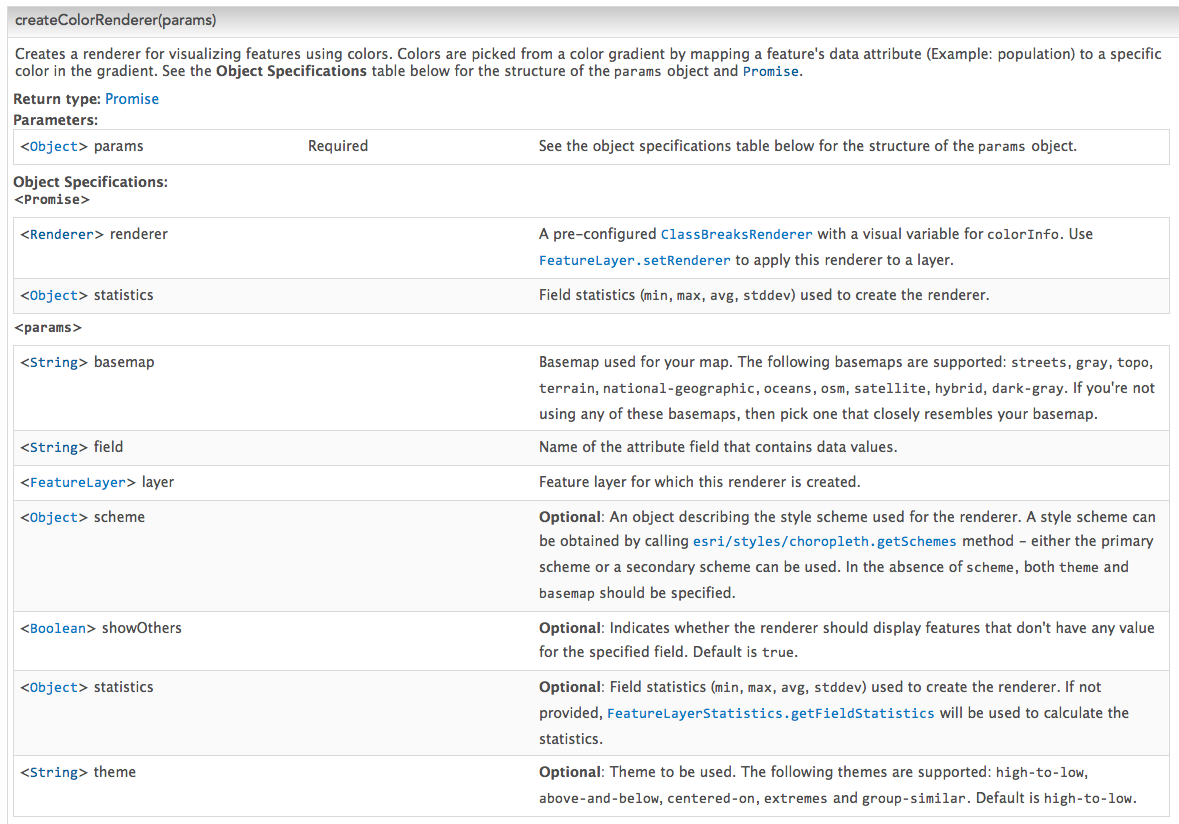 createColorRenderer(params)
Creates a renderer for visualizing features using colors. Colors are picked from a color gradient by mapping a feature's data attribute (Example: population) to a specific
color in the gradient. See the Object Specifications table below for the structure of the params object and Promise.
Return type: Promise
Parameters:
<Object> params Required See the object specifications table below for the structure of the params object.
Object Specifications:
<Promise>
<Renderer> renderer A pre-configured ClassBreaksRenderer with a visual variable for colorInfo. Use
FeatureLayer.setRenderer to apply this renderer to a layer.
<Object> statistics Field statistics (min, max, avg, stddev) used to create the renderer.
<params>
<String> basemap Basemap used for your map. The following basemaps are supported: streets, gray, topo,
terrain, national-geographic, oceans, osm, satellite, hybrid, dark-gray. If you're not
using any of these basemaps, then pick one that closely resembles your basemap.
<String> field Name of the attribute field that contains data values.
<FeatureLayer> layer Feature layer for which this renderer is created.
<Object> scheme Optional: An object describing the style scheme used for the renderer. A style scheme can
be obtained by calling esri/styles/choropleth.getSchemes method – either the primary
scheme or a secondary scheme can be used. In the absence of scheme, both theme and
basemap should be specified.
<Boolean> showOthers Optional: Indicates whether the renderer should display features that don't have any value
for the specified field. Default is true.
<Object> statistics Optional: Field statistics (min, max, avg, stddev) used to create the renderer. If not
provided, FeatureLayerStatistics.getFieldStatistics will be used to calculate the
statistics.
<String> theme Optional: Theme to be used. The following themes are supported: high-to-low,
above-and-below, centered-on, extremes and group-similar. Default is high-to-low.